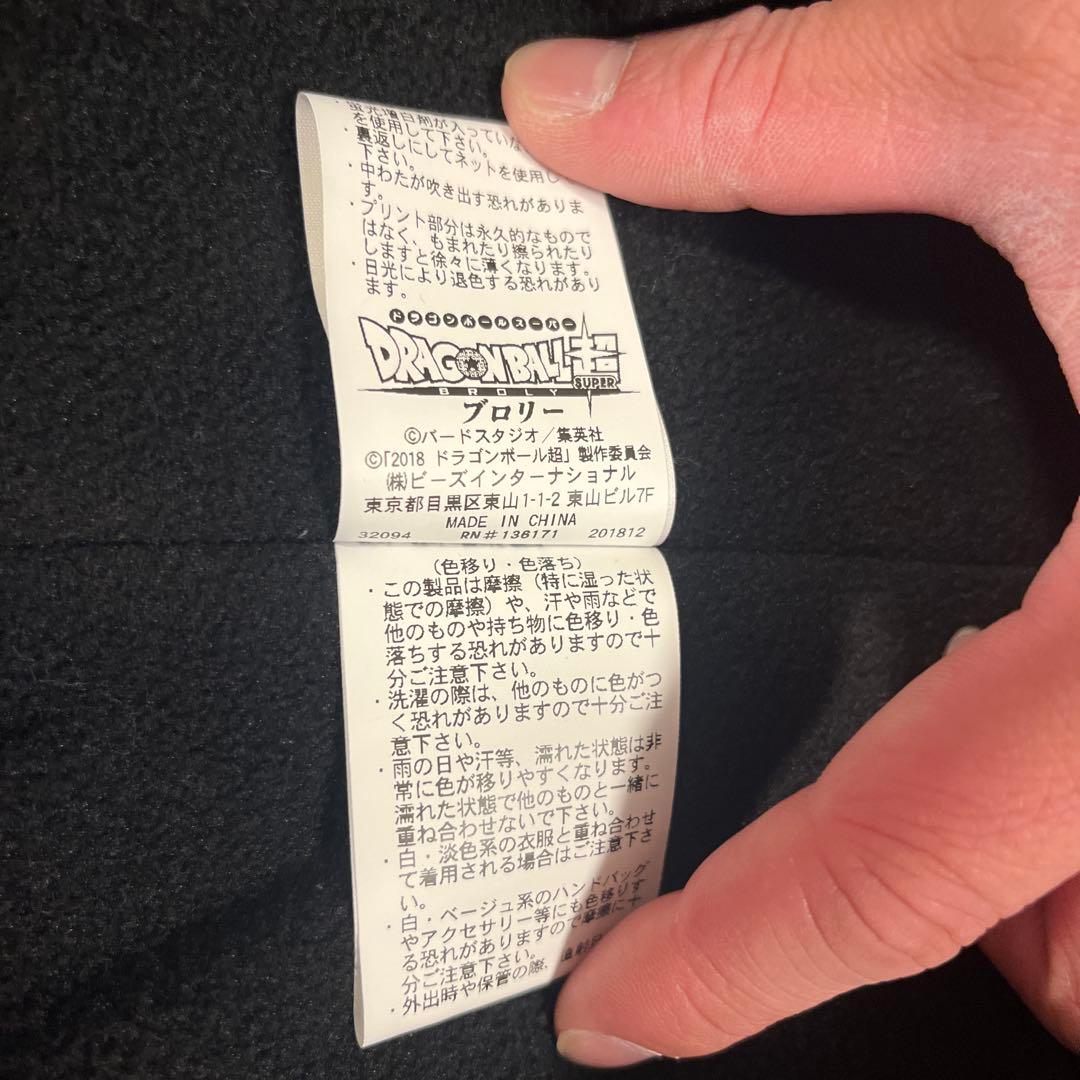 蛍光増白剤が入っていな
を使用して下さい。
・裏返しにしてネットを使用し
下さい。
・中わたが吹き出す恐れがありま
す。
・プリント部分は永久的なもので
はなく、もまれたり擦られたり
しますと徐々に薄くなります。
・日光により退色する恐れがあり
ます。
ドラゴンボールスーパー
DRAGONBALL超
SUPER
BROLY
ブロリー
©バードスタジオ/集英社
©「2018 ドラゴンボール超」製作委員会
(株)ビーズインターナショナル
東京都目黒区東山1-1-2 東山ビル7F
MADE IN CHINA
32094 RN#136171 201812
(色移り・色落ち)
・この製品は摩擦(特に湿った状
態での摩擦)や、汗や雨などで
他のものや持ち物に色移り・色
落ちする恐れがありますので十
分ご注意下さい。
・洗濯の際は、他のものに色がつ
く恐れがありますので十分ご注
意下さい。
・雨の日や汗等、濡れた状態は非
常に色が移りやすくなります。
濡れた状態で他のものと一緒に
重ね合わせないで下さい。
・白・淡色系の衣服と重ね合わせ
て着用される場合はご注意下さ
い。
・白・ベージュ系のハンドバッグ
やアクセサリー等にも色移りす
る恐れがありますので摩擦に十
分ご注意下さい。
・外出時や保管の際、